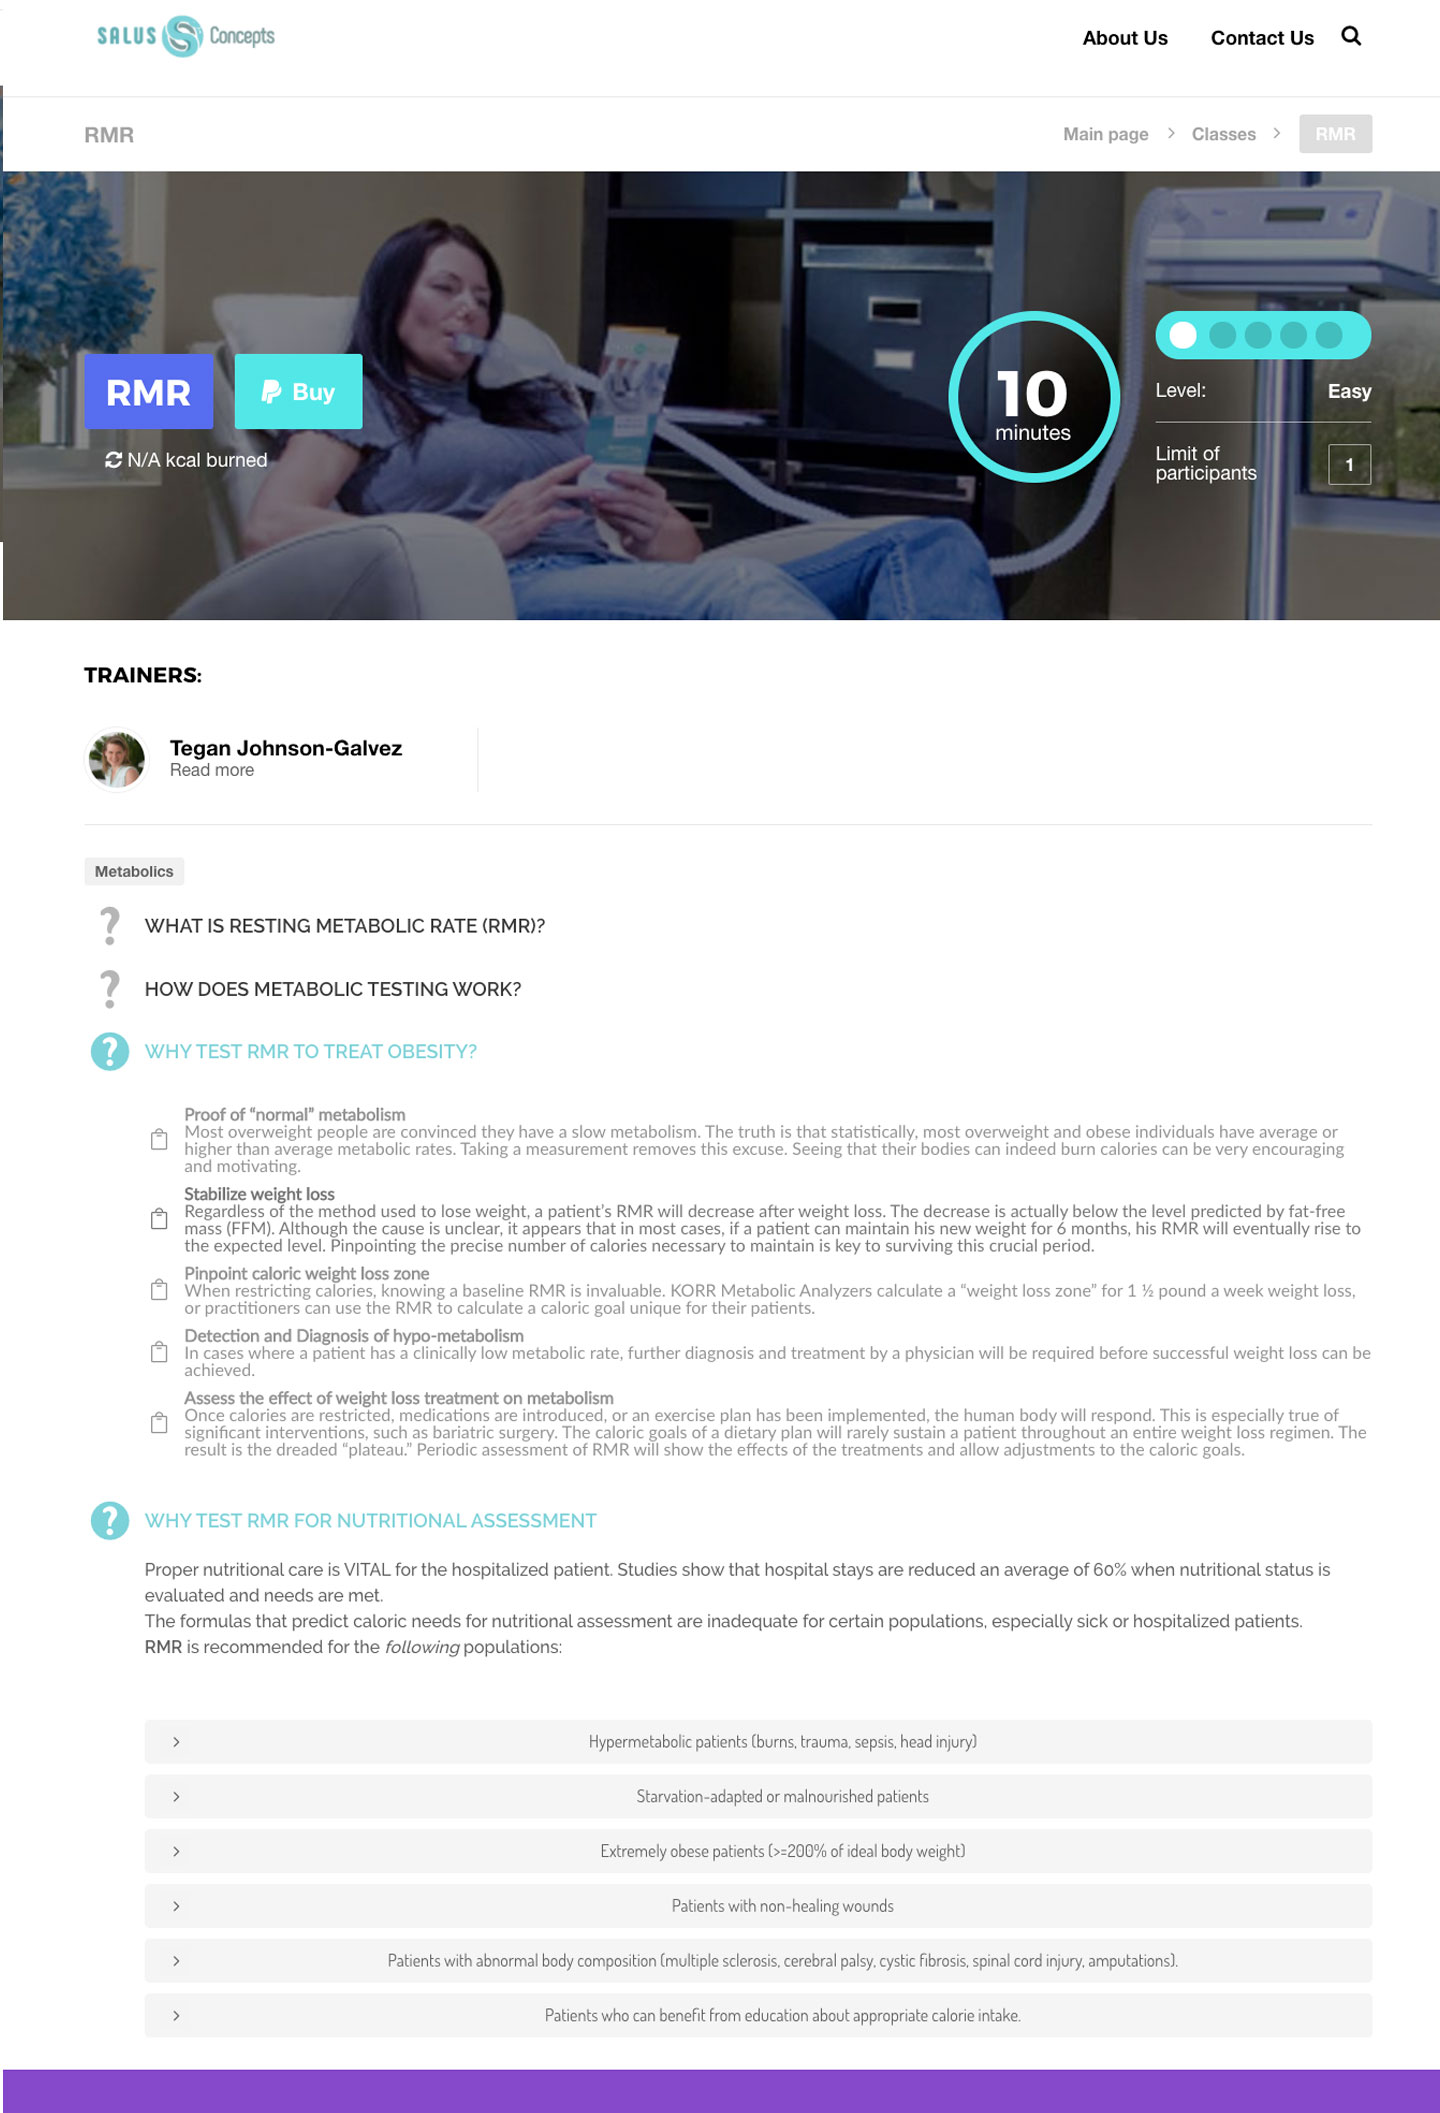 SALUS Concepts
About Us
Contact Us
RMR
Main page > Classes > RMR
RMR
Buy
N/A kcal burned
10
minutes
Level: Easy
Limit of
participants
1
TRAINERS:
Tegan Johnson-Galvez
Read more
Metabolics
? WHAT IS RESTING METABOLIC RATE (RMR)?
? HOW DOES METABOLIC TESTING WORK?
? WHY TEST RMR TO TREAT OBESITY?
Proof of “normal” metabolism
Most overweight people are convinced they have a slow metabolism. The truth is that statistically, most overweight and obese individuals have average or
higher than average metabolic rates. Taking a measurement removes this excuse. Seeing that their bodies can indeed burn calories can be very encouraging
and motivating.
Stabilize weight loss
Regardless of the method used to lose weight, a patient’s RMR will decrease after weight loss. The decrease is actually below the level predicted by fat-free
mass (FFM). Although the cause is unclear, it appears that in most cases, if a patient can maintain his new weight for 6 months, his RMR will eventually rise to
the expected level. Pinpointing the precise number of calories necessary to maintain is key to surviving this crucial period.
Pinpoint caloric weight loss zone
When restricting calories, knowing a baseline RMR is invaluable. KORR Metabolic Analyzers calculate a “weight loss zone” for 1 ½ pound a week weight loss,
or practitioners can use the RMR to calculate a caloric goal unique for their patients.
Detection and Diagnosis of hypo-metabolism
In cases where a patient has a clinically low metabolic rate, further diagnosis and treatment by a physician will be required before successful weight loss can be
achieved.
Assess the effect of weight loss treatment on metabolism
Once calories are restricted, medications are introduced, or an exercise plan has been implemented, the human body will respond. This is especially true of
significant interventions, such as bariatric surgery. The caloric goals of a dietary plan will rarely sustain a patient throughout an entire weight loss regimen. The
result is the dreaded “plateau.” Periodic assessment of RMR will show the effects of the treatments and allow adjustments to the caloric goals.
? WHY TEST RMR FOR NUTRITIONAL ASSESSMENT
Proper nutritional care is VITAL for the hospitalized patient. Studies show that hospital stays are reduced an average of 60% when nutritional status is
evaluated and needs are met.
The formulas that predict caloric needs for nutritional assessment are inadequate for certain populations, especially sick or hospitalized patients.
RMR is recommended for the following populations:
> Hypermetabolic patients (burns, trauma, sepsis, head injury)
> Starvation-adapted or malnourished patients
> Extremely obese patients (>=200% of ideal body weight)
> Patients with non-healing wounds
> Patients with abnormal body composition (multiple sclerosis, cerebral palsy, cystic fibrosis, spinal cord injury, amputations).
> Patients who can benefit from education about appropriate calorie intake.